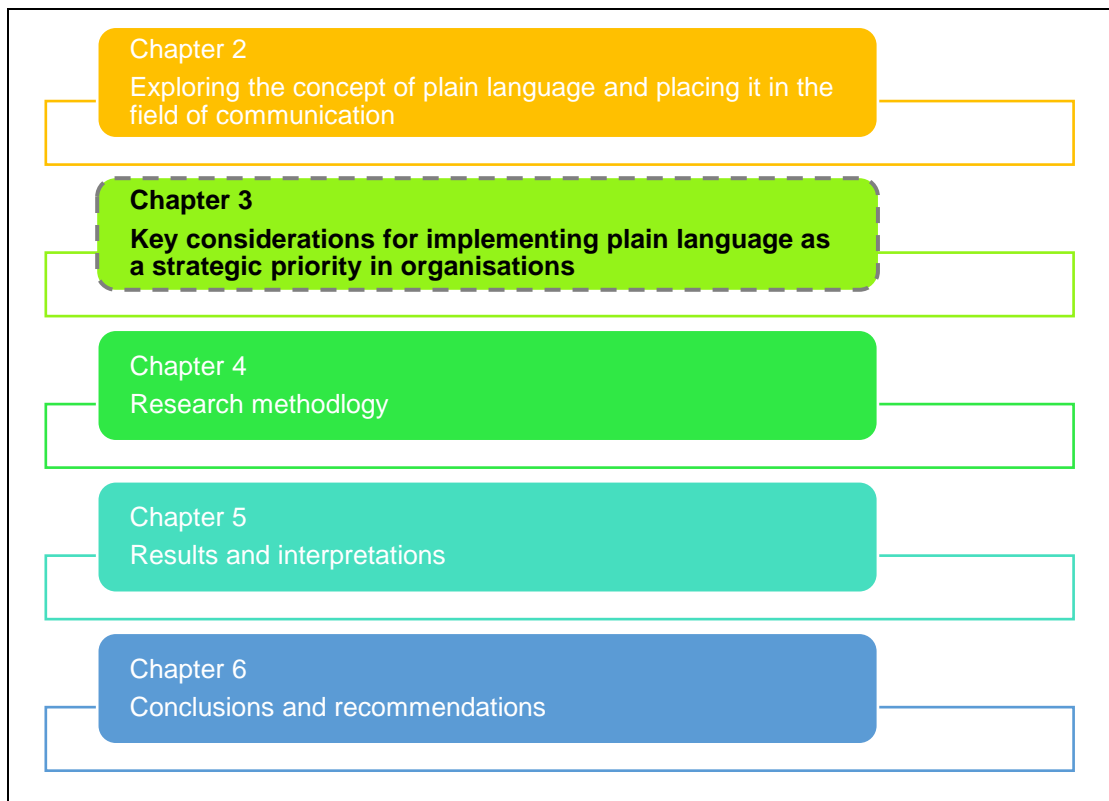 Chapter 2
Exploring the concept of plain language and placing it in the
field of communication
Chapter 3
Key considerations for implementing plain language as
a strategic priority in organisations
Chapter 4
Research methodlogy
Chapter 5
Results and interpretations
Chapter 6
Conclusions and recommendations